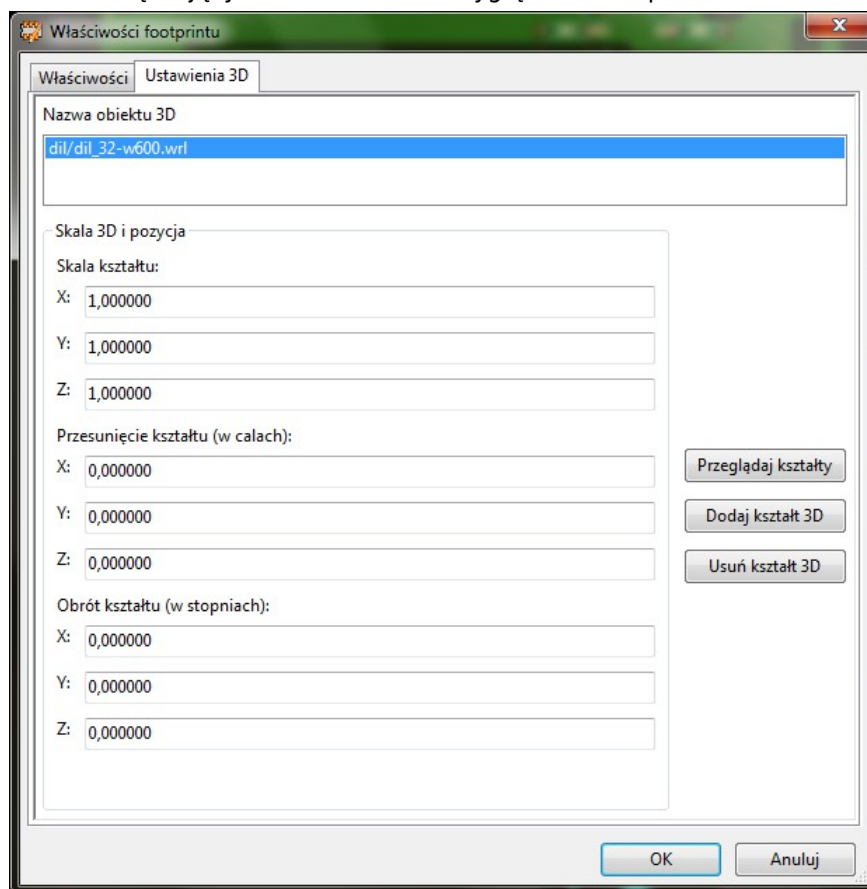 Właściwości footprintu
Właściwości
Ustawienia 3D
Nazwa obiektu 3D
dil/dil_32-w600.wrl
Skala 3D i pozycja
Skala kształtu:
X: 1,000000
Y: 1,000000
Z: 1,000000
Przesunięcie kształtu (w calach):
X: 0,000000
Przeglądaj kształty
Y: 0,000000
Dodaj kształt 3D
Z: 0,000000
Usuń kształt 3D
Obrót kształtu (w stopniach):
X: 0,000000
Y: 0,000000
Z: 0,000000
OK
Anuluj